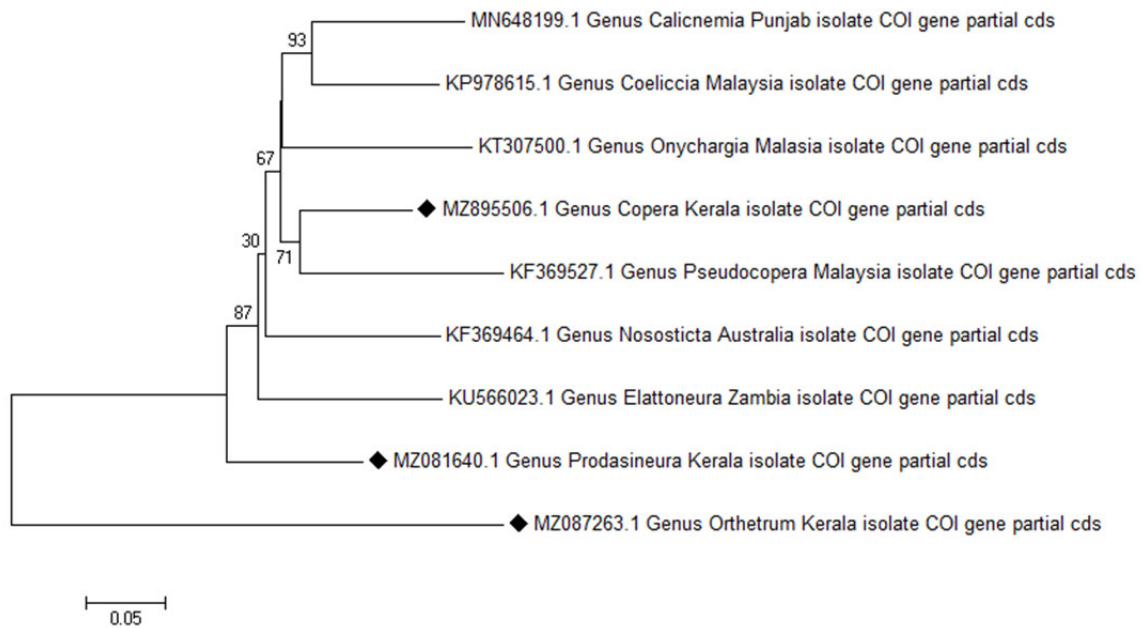 MN648199.1 Genus Calicnemia Punjab isolate COI gene partial cds
93
KP978615.1 Genus Coeliccia Malaysia isolate COI gene partial cds
KT307500.1 Genus Onychargia Malasia isolate COI gene partial cds
67
MZ895506.1 Genus Copera Kerala isolate COI gene partial cds
30
71
KF369527.1 Genus Pseudocopera Malaysia isolate COI gene partial cds
87
KF369464.1 Genus Nososticta Australia isolate COI gene partial cds
KU566023.1 Genus Elattoneura Zambia isolate COI gene partial cds
MZ081640.1 Genus Prodasineura Kerala isolate COI gene partial cds
MZ087263.1 Genus Orthetrum Kerala isolate COI gene partial cds
0.05